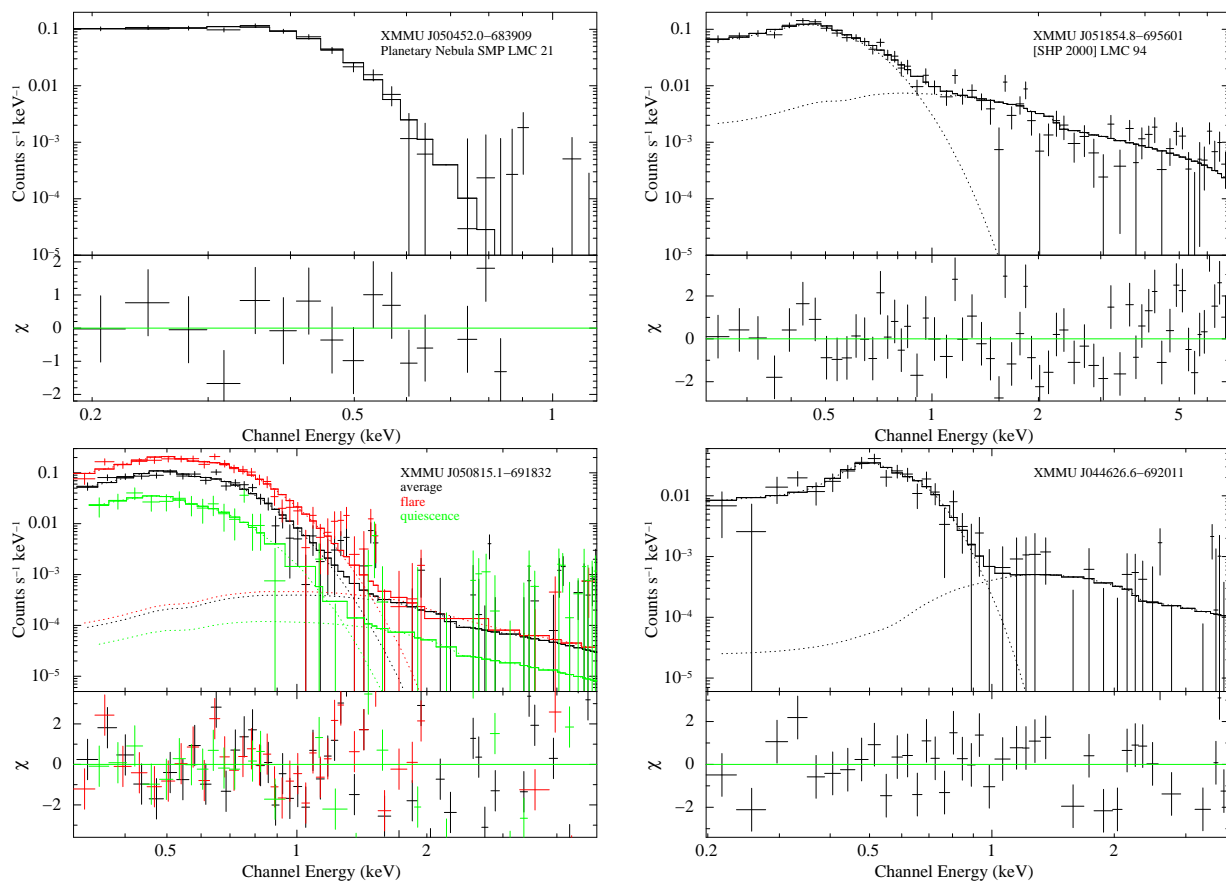 XMMU J050452.0−683909
Planetary Nebula SMP LMC 21
Counts s⁻¹ keV⁻¹
0.1
0.01
10⁻³
10⁻⁴
10⁻⁵
χ
2
1
0
−1
−2
0.2
0.5
1
Channel Energy (keV)
XMMU J051854.8−695601
[SHP 2000] LMC 94
Counts s⁻¹ keV⁻¹
0.1
0.01
10⁻³
10⁻⁴
10⁻⁵
χ
2
0
−2
0.5
1
2
5
Channel Energy (keV)
XMMU J050815.1−691832
average
flare
quiescence
Counts s⁻¹ keV⁻¹
0.1
0.01
10⁻³
10⁻⁴
10⁻⁵
χ
2
0
−2
0.5
1
2
Channel Energy (keV)
XMMU J044626.6−692011
Counts s⁻¹ keV⁻¹
0.01
10⁻³
10⁻⁴
10⁻⁵
χ
2
0
−2
0.2
0.5
1
2
Channel Energy (keV)